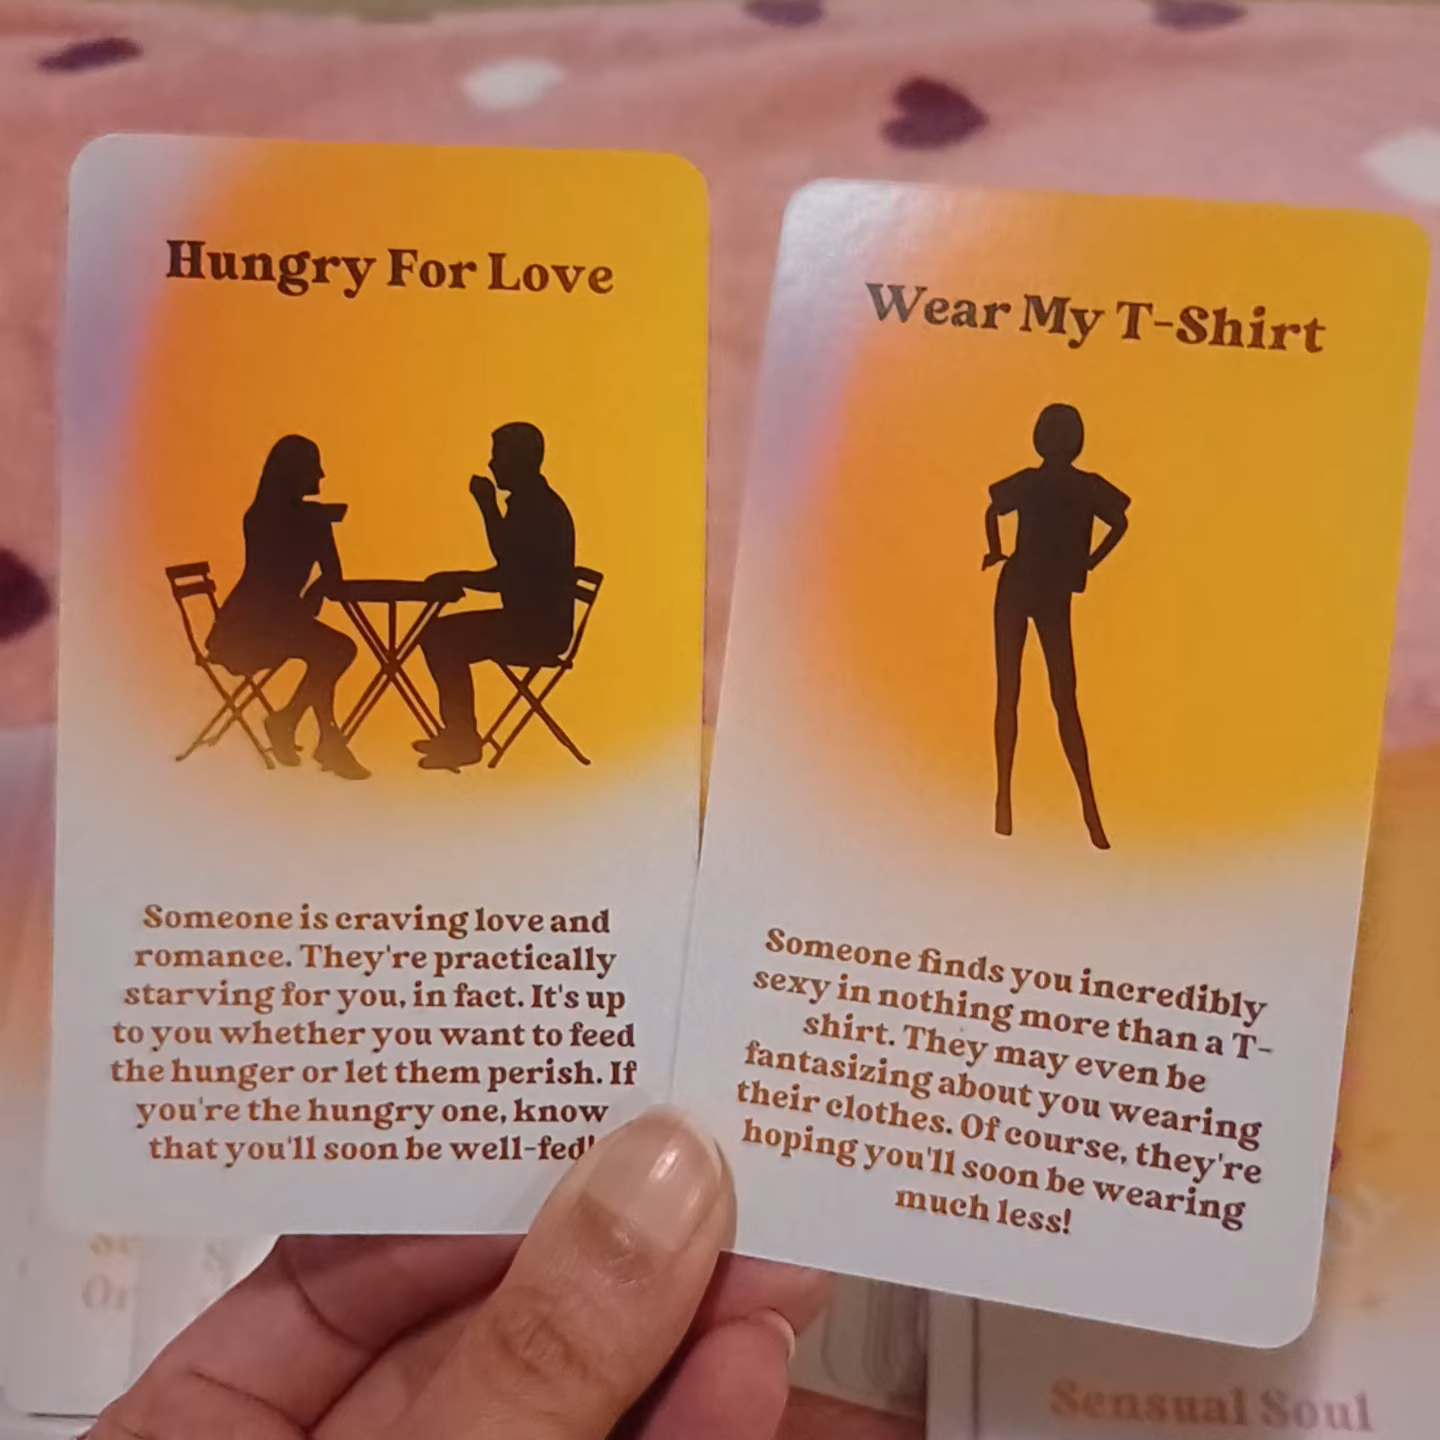 Hungry For Love
Someone is craving love and
romance. They're practically
starving for you, in fact. It's up
to you whether you want to feed
the hunger or let them perish. If
you're the hungry one, know
that you'll soon be well-fed!
Wear My T-Shirt
Someone finds you incredibly
sexy in nothing more than a T-
shirt. They may even be
fantasizing about you wearing
their clothes. Of course, they're
hoping you'll soon be wearing
much less!
Sensual Soul